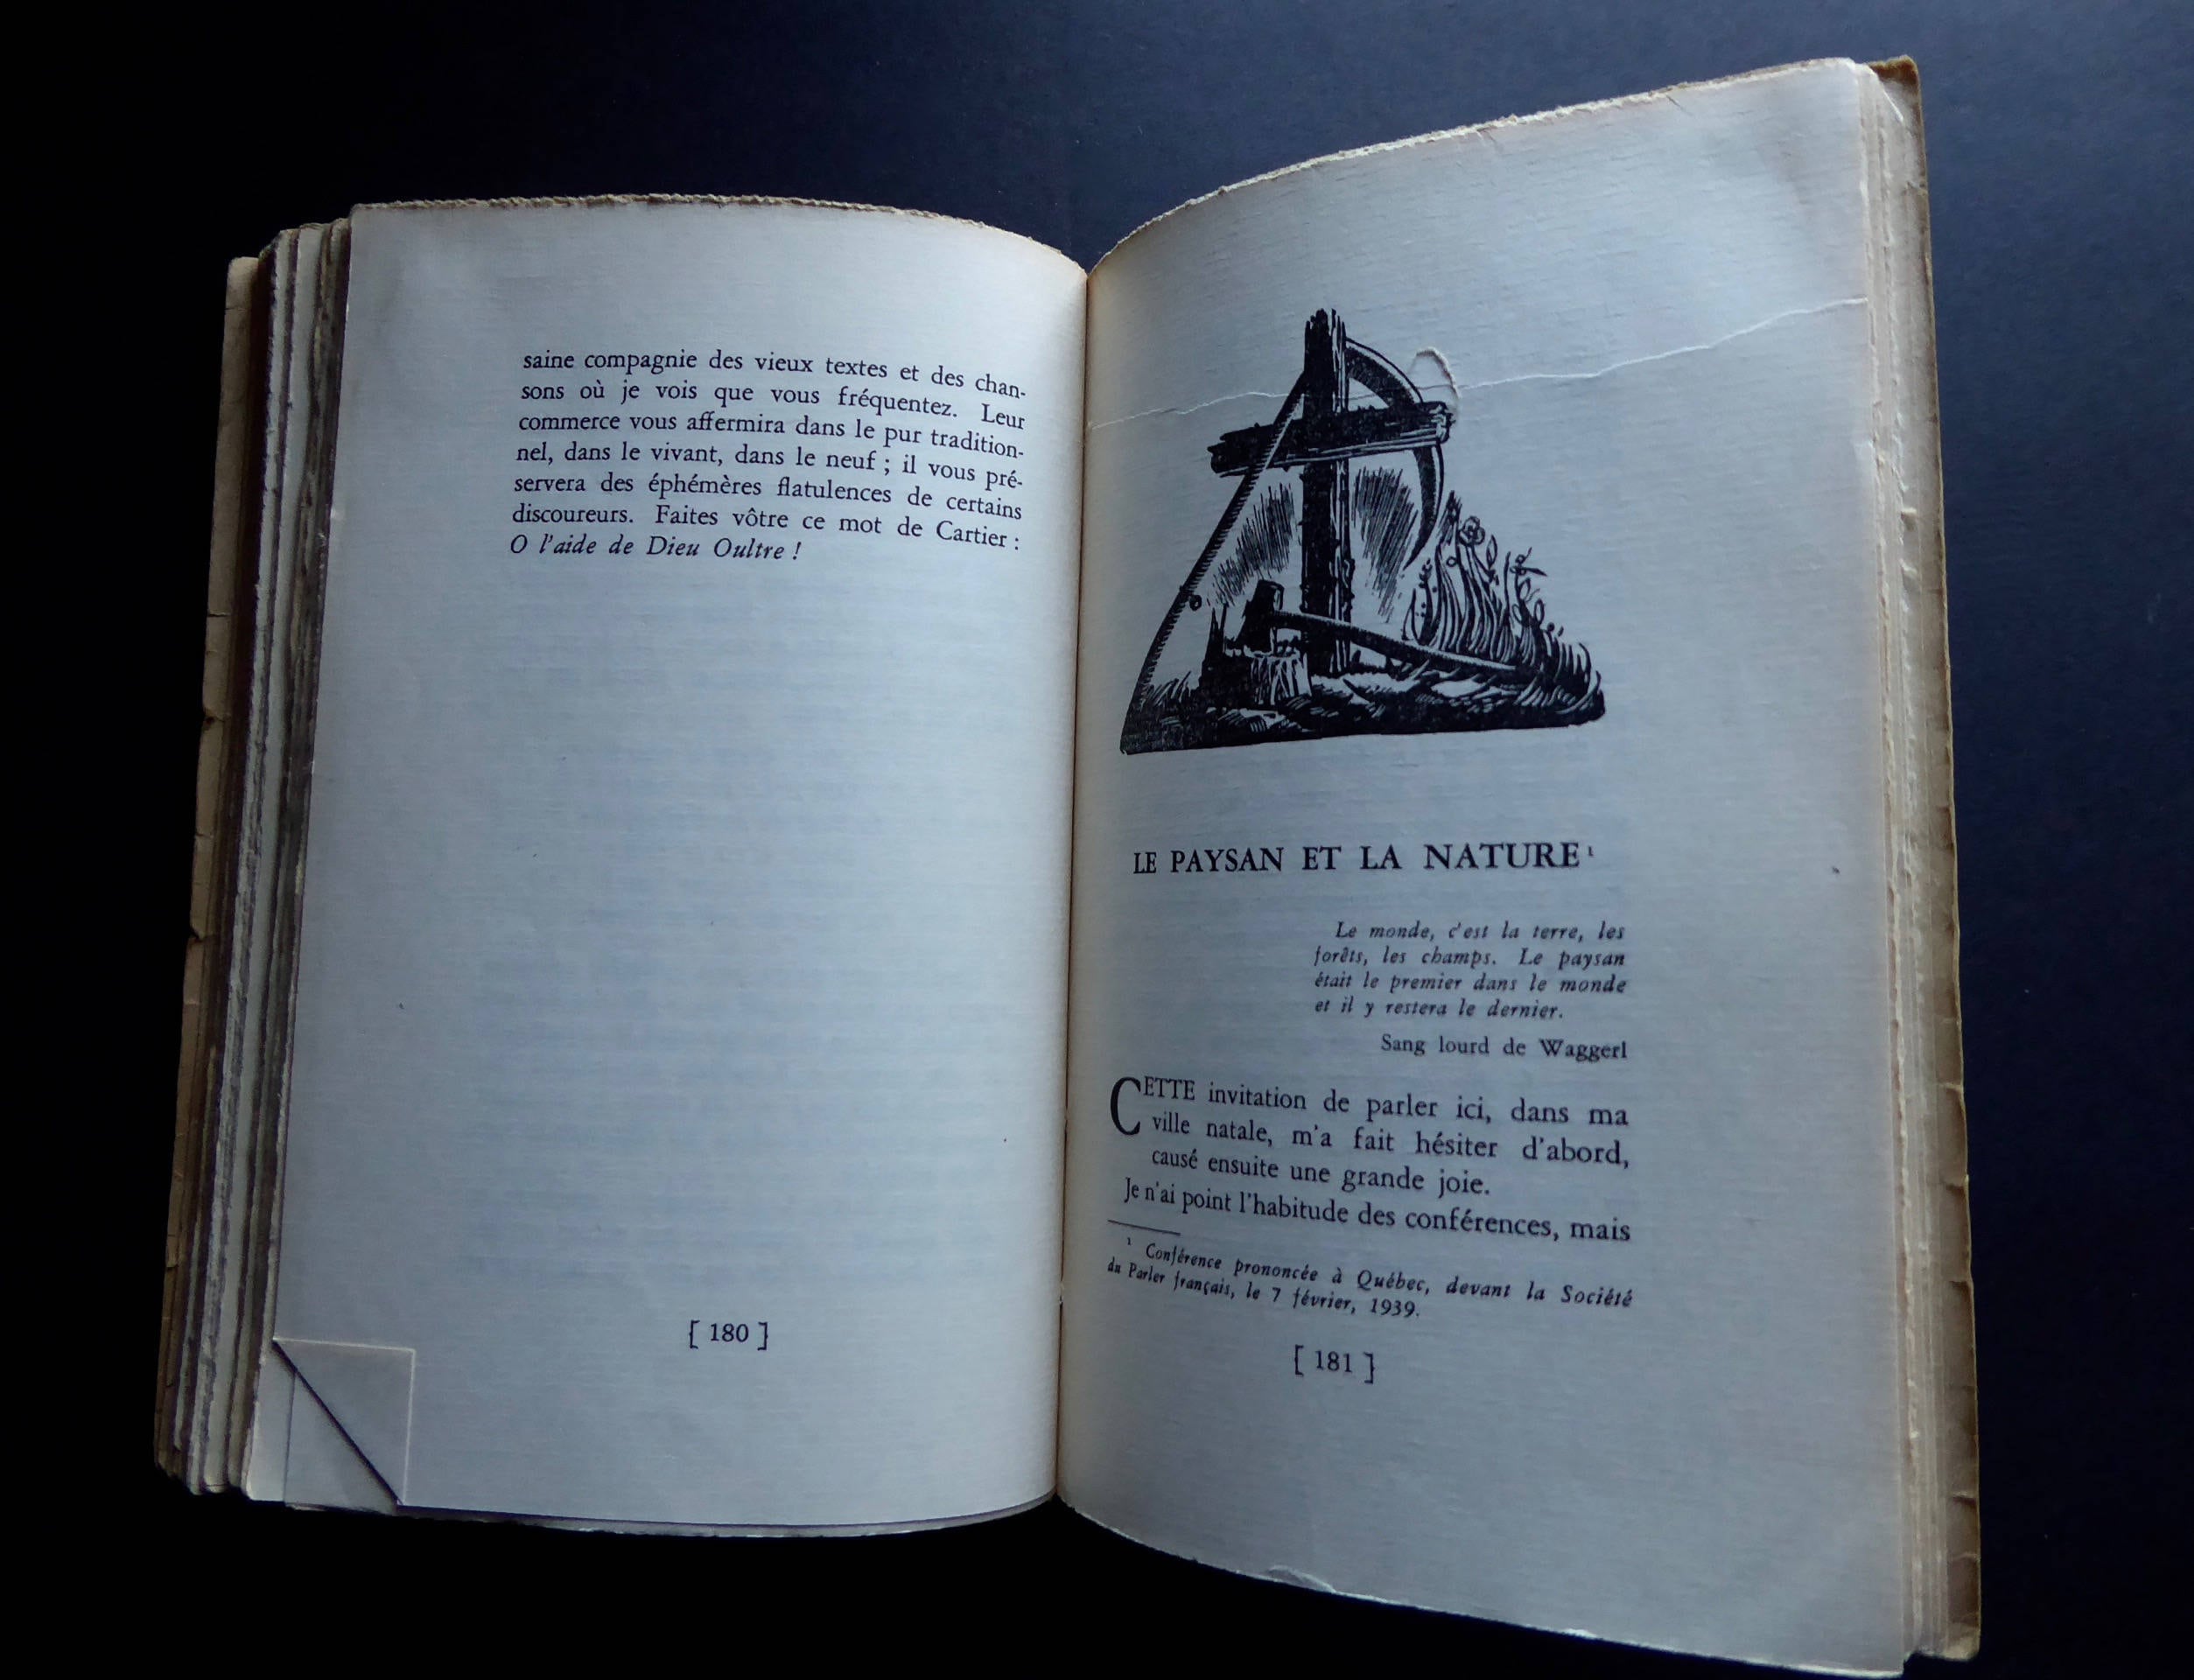 saine compagnie des vieux textes et des chan-
sons où je vois que vous fréquentez. Leur
commerce vous affermira dans le pur tradition-
nel, dans le vivant, dans le neuf ; il vous pré-
servera des éphémères flatulences de certains
discoureurs. Faites vôtre ce mot de Cartier :
O l'aide de Dieu Oultre !
[ 180 ]
LE PAYSAN ET LA NATURE ¹
Le monde, c'est la terre, les
forêts, les champs. Le paysan
était le premier dans le monde
et il y restera le dernier.
Sang lourd de Waggerl
CETTE invitation de parler ici, dans ma
ville natale, m'a fait hésiter d'abord,
causé ensuite une grande joie.
Je n'ai point l'habitude des conférences, mais
¹ Conférence prononcée à Québec, devant la Société
du Parler français, le 7 février, 1939.
[ 181 ]